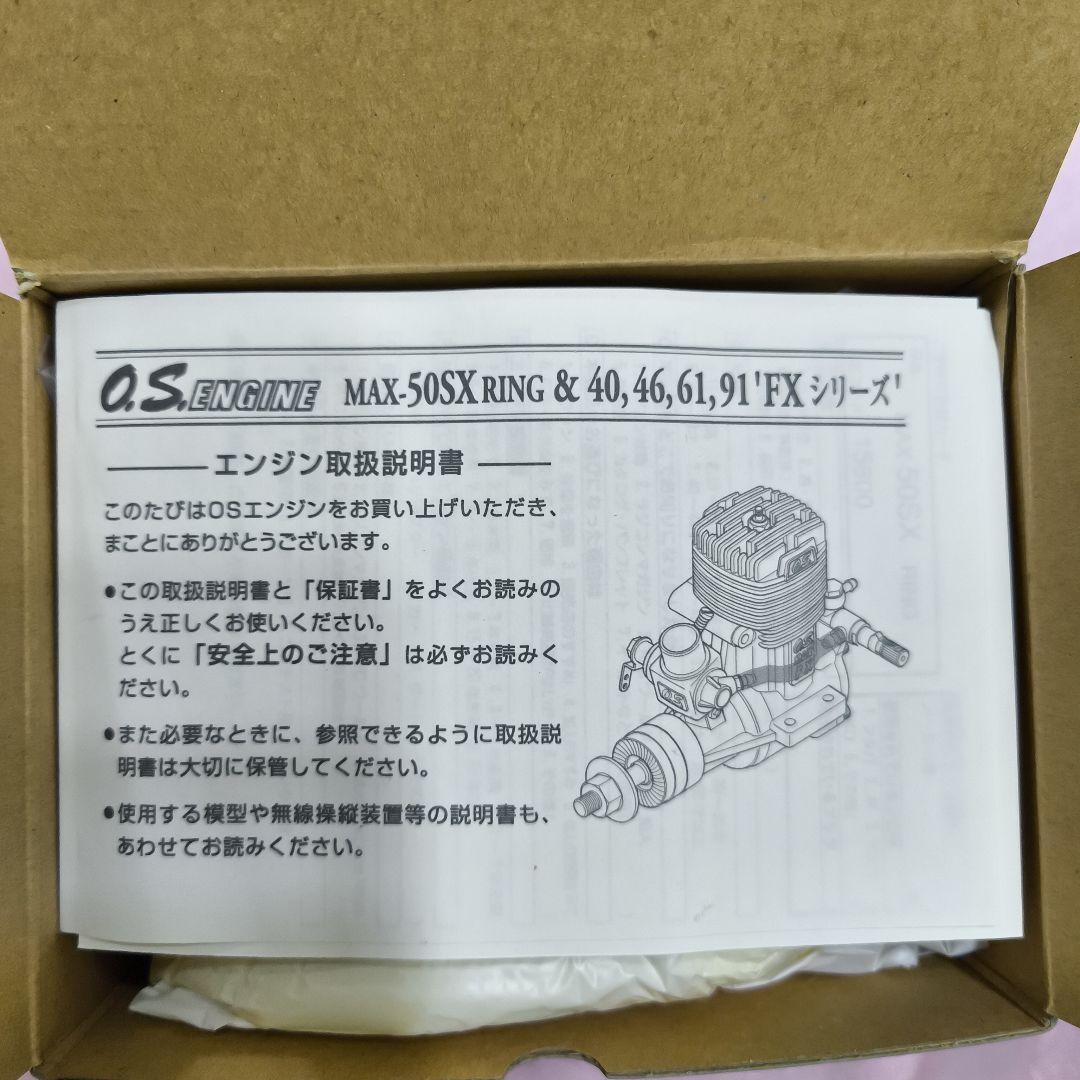 O.S.ENGINE MAX-50SX RING & 40,46,61,91'FXシリーズ'
エンジン取扱説明書
このたびはOSエンジンをお買い上げいただき、
まことにありがとうございます。
●この取扱説明書と「保証書」をよくお読みの
うえ正しくお使いください。
とくに「安全上のご注意」は必ずお読みく
ださい。
●また必要なときに、参照できるように取扱説
明書は大切に保管してください。
●使用する模型や無線操縦装置等の説明書も、
あわせてお読みください。
O.S.
O.S.